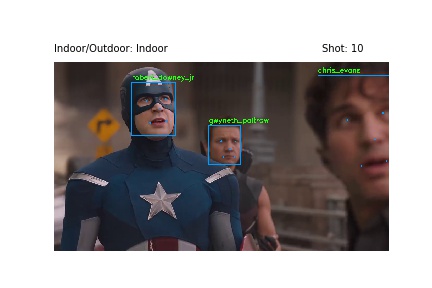 Indoor/Outdoor: Indoor
Shot: 10
robert_downey_jr
chris_evans
gwyneth_paltrow